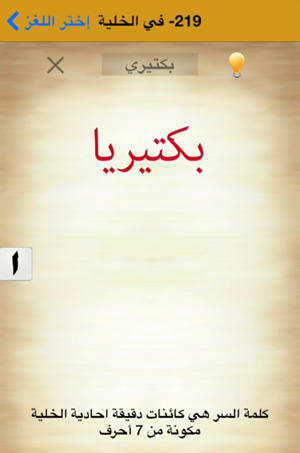 219- في الخلية
إختر اللغز
بكتيري
بكتيريا
ا
كلمة السر هي كائنات دقيقة احادية الخلية
مكونة من 7 أحرف